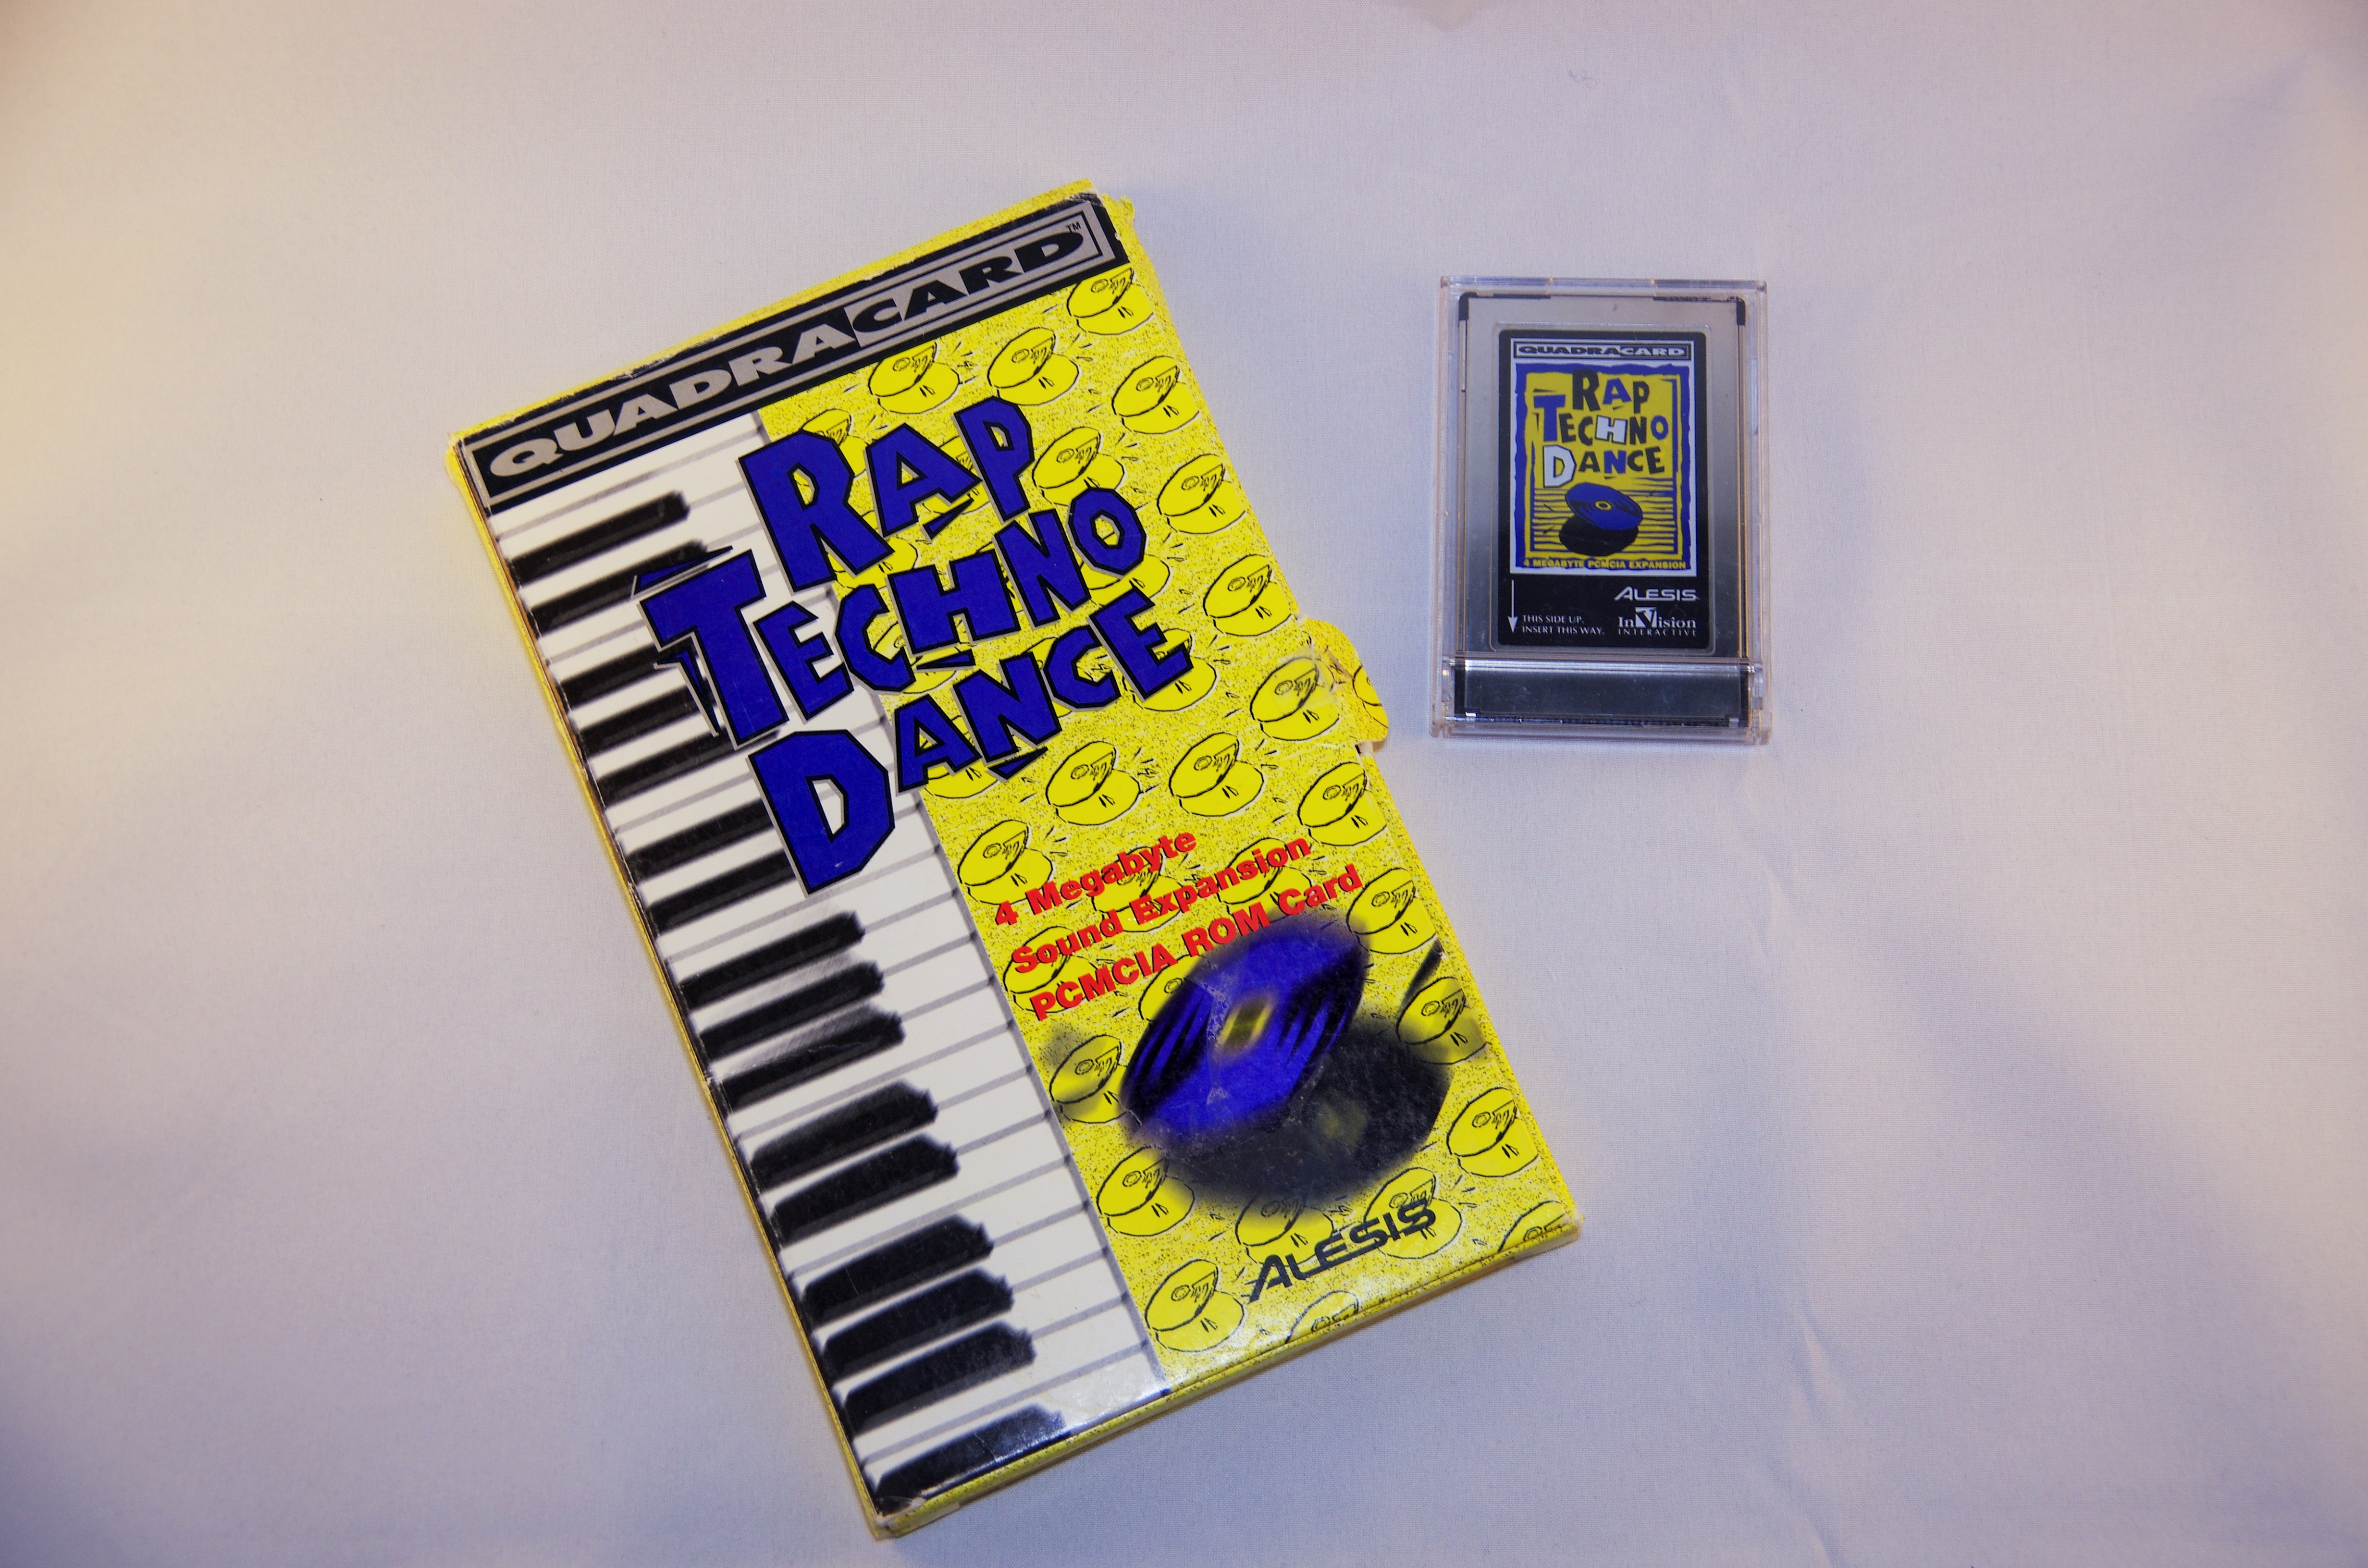 QUADRACARD™
RAP
TECHNO
DANCE
4 Megabyte
Sound Expansion
PCMCIA ROM Card
ALESIS
QUADRACARD
RAP
TECHNO
DANCE
4 MEGABYTE PCMCIA EXPANSION
ALESIS
THIS SIDE UP.
INSERT THIS WAY.
InVision
INTERACTIVE